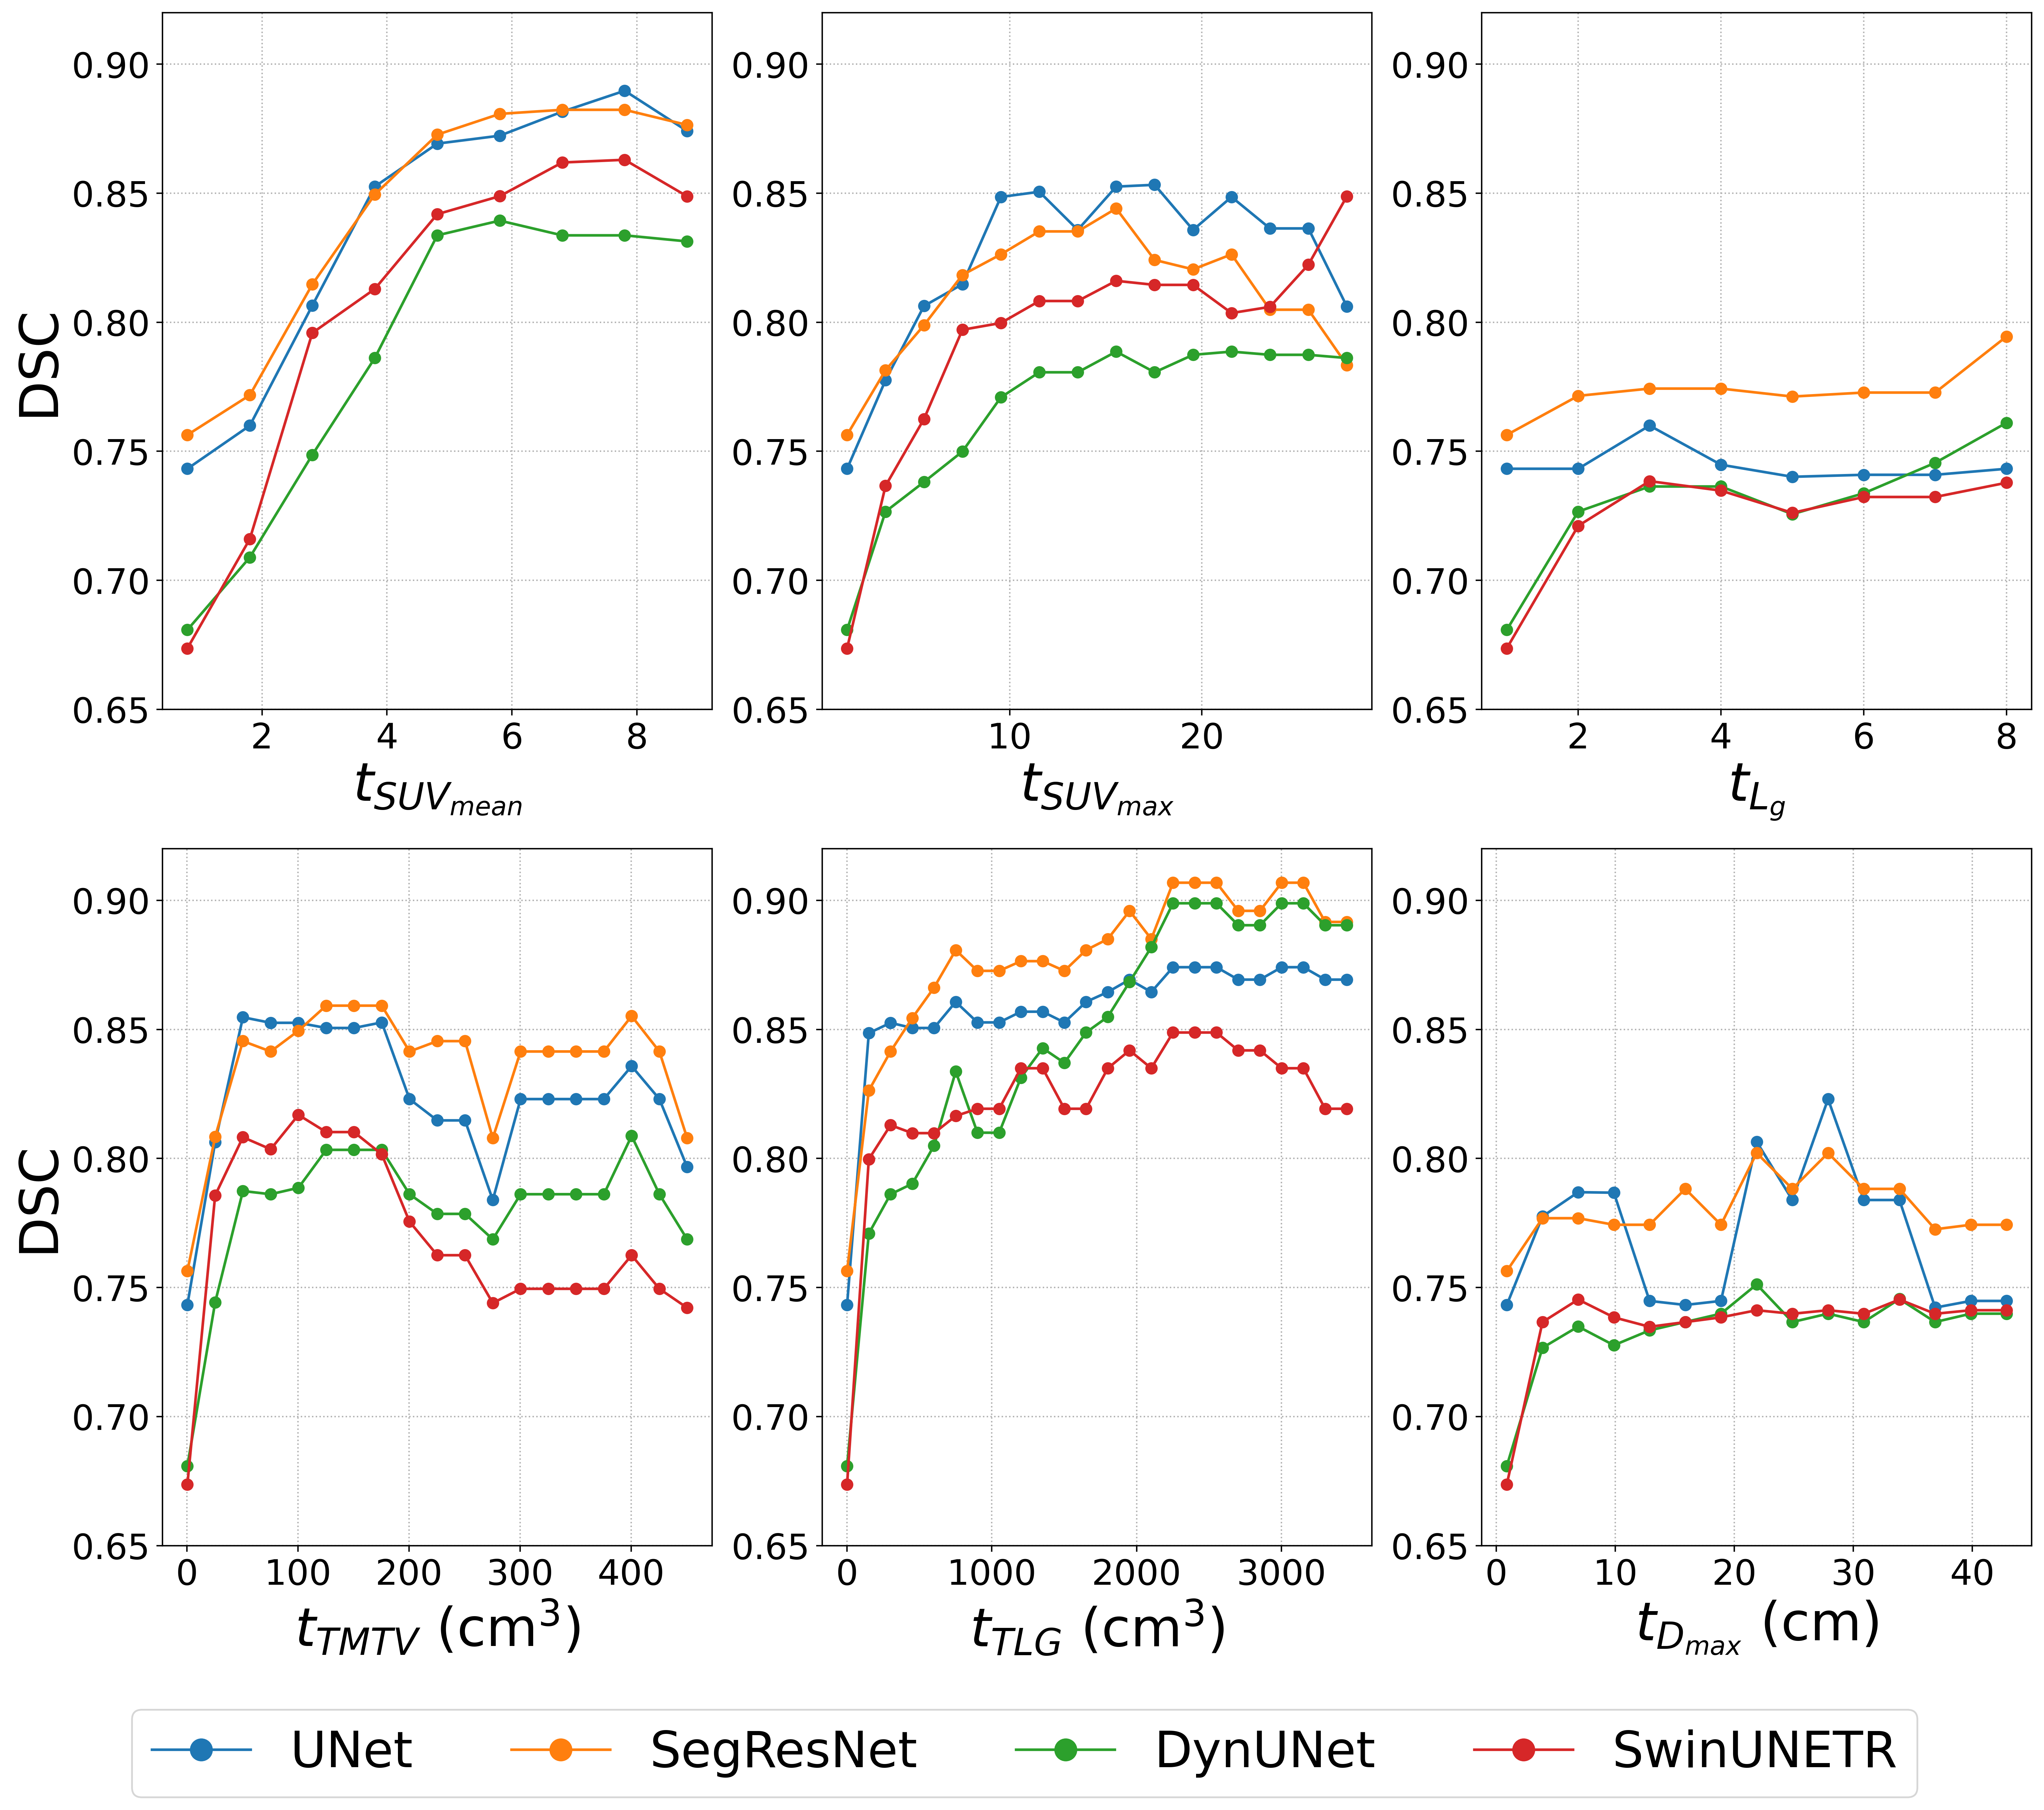 0.90 0.85 0.80 0.75 0.70 0.65
DSC
2 4 6 8
t_{SUV_{mean}}
0.90 0.85 0.80 0.75 0.70 0.65
10 20
t_{SUV_{max}}
0.90 0.85 0.80 0.75 0.70 0.65
2 4 6 8
t_{L_g}
0.90 0.85 0.80 0.75 0.70 0.65
DSC
0 100 200 300 400
t_{TMTV} (cm³)
0.90 0.85 0.80 0.75 0.70 0.65
0 1000 2000 3000
t_{TLG} (cm³)
0.90 0.85 0.80 0.75 0.70 0.65
0 10 20 30 40
t_{D_{max}} (cm)
UNet SegResNet DynUNet SwinUNETR